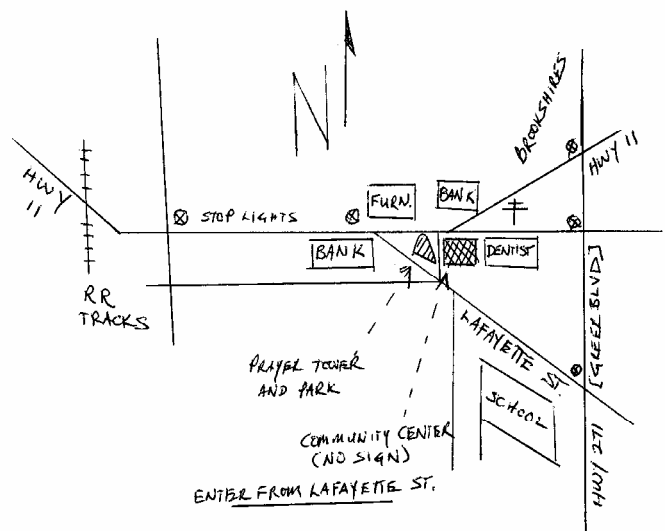 N
BROOKSHIRES
HWY 11
HWY
11
STOP LIGHTS
FURN.
BANK
BANK
DENTIST
RR
TRACKS
PRAYER TOWER
AND PARK
LAFAYETTE ST.
[GREER BLVD]
SCHOOL
COMMUNITY CENTER
(NO SIGN)
HWY 271
ENTER FROM LAFAYETTE ST.